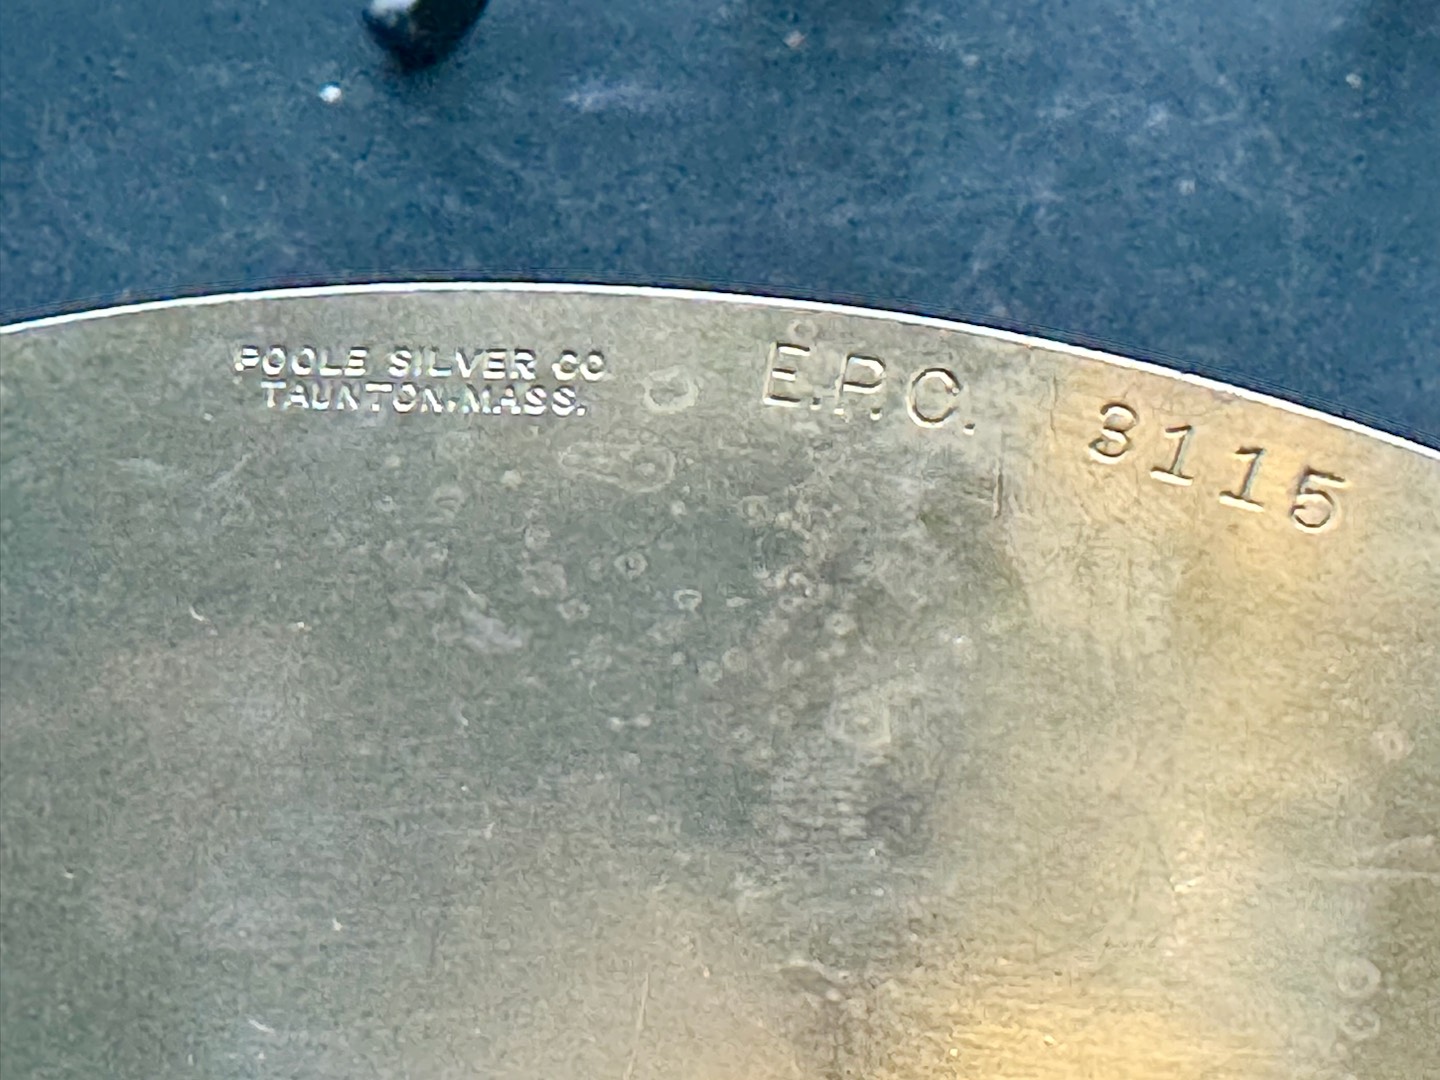 POOLE SILVER CO
TAUNTON, MASS.
E.P.C. 3115